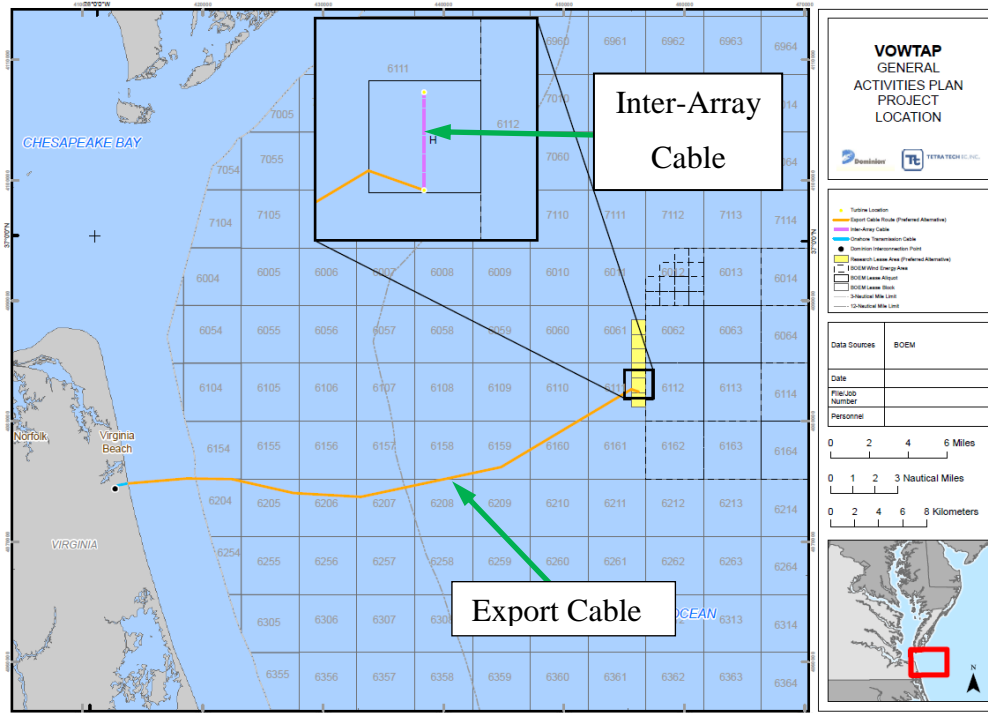 6960 6961 6962 6963 6964
6111
7005
7010
6112
CHESAPEAKE BAY
H
Inter-Array
Cable
7055
7060
7054
7104 7105
7110 7111 7112 7113 7114
37°0'0"N
6004 6005 6006 6007 6008 6009 6010 6011 6012 6013 6014
6054 6055 6056 6057 6058 6059 6060 6061 6062 6063 6064
6104 6105 6106 6107 6108 6109 6110 6111 6112 6113 6114
Norfolk
Virginia
Beach
6154 6155 6156 6157 6158 6159 6160 6161 6162 6163 6164
6204 6205 6206 6207 6208 6209 6210 6211 6212 6213 6214
VIRGINIA
6254 6255 6256 6257 6258 6259 6260 6261 6262 6263 6264
Export Cable
OCEAN
6305 6306 6314
6355 6356 6357 6358 6359 6360 6361 6362 6363 6364
VOWTAP
GENERAL
ACTIVITIES PLAN
PROJECT
LOCATION
Dominion
Tt TETRA TECH EC, INC.
Turbine Location
Export Cable Route (Preferred Alternative)
Inter-Array Cable
Onshore Transmission Cable
Dominion Interconnection Point
Research Lease Area (Preferred Alternative)
BOEM Wind Energy Area
BOEM Lease Aliquot
BOEM Lease Block
3-Nautical Mile Limit
12-Nautical Mile Limit
Data Sources BOEM
Date
File/Job
Number
Personnel
0 2 4 6 Miles
0 1 2 3 Nautical Miles
0 2 4 6 8 Kilometers
N